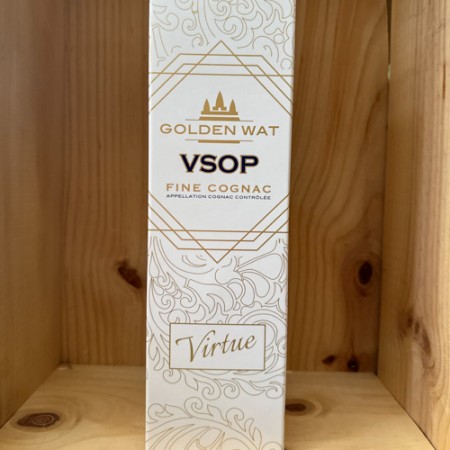 GOLDEN WAT
VSOP
FINE COGNAC
APPELLATION COGNAC CONTRÔLÉE
Virtue